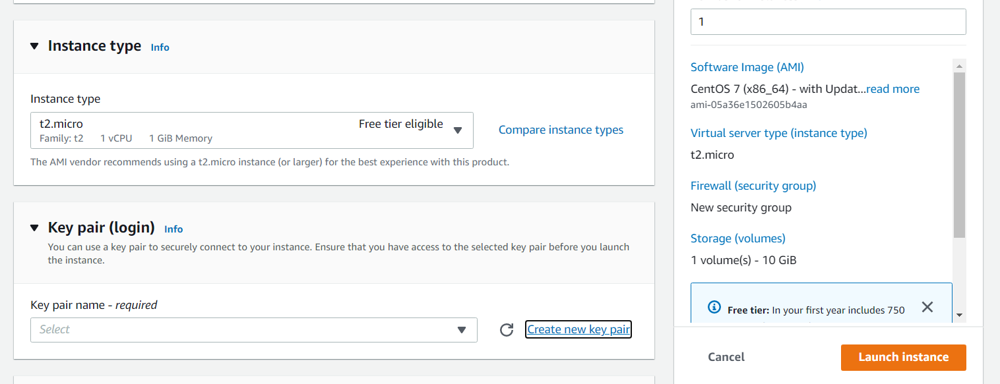 Instance type Info
Instance type
t2.micro Free tier eligible
Family: t2 1 vCPU 1 GiB Memory
Compare instance types
The AMI vendor recommends using a t2.micro instance (or larger) for the best experience with this product.
Key pair (login) Info
You can use a key pair to securely connect to your instance. Ensure that you have access to the selected key pair before you launch
the instance.
Key pair name - required
Select
Create new key pair
1
Software Image (AMI)
CentOS 7 (x86_64) - with Updat...read more
ami-05a36e1502605b4aa
Virtual server type (instance type)
t2.micro
Firewall (security group)
New security group
Storage (volumes)
1 volume(s) - 10 GiB
Free tier: In your first year includes 750
Cancel Launch instance